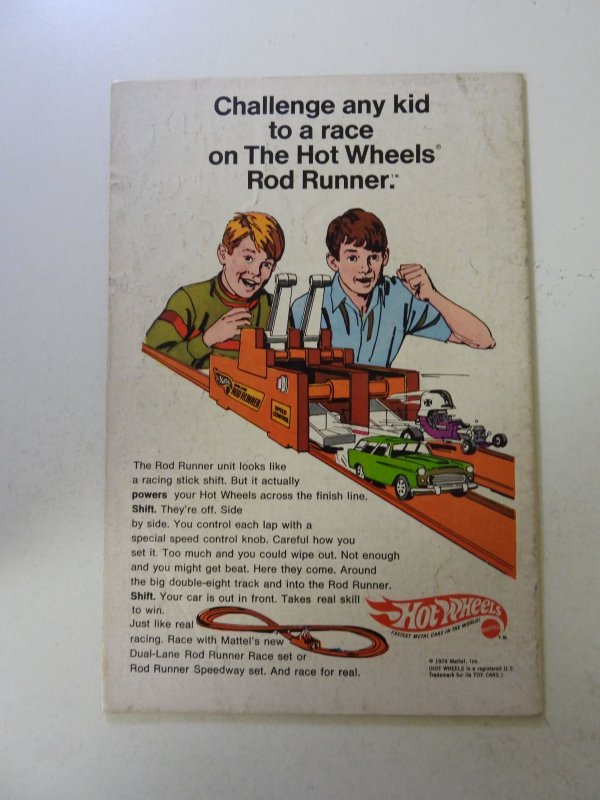 Challenge any kid
to a race
on The Hot Wheels®
Rod Runner.™
ROD RUNNER
SPEED
CONTROL
The Rod Runner unit looks like
a racing stick shift. But it actually
powers your Hot Wheels across the finish line.
Shift. They're off. Side
by side. You control each lap with a
special speed control knob. Careful how you
set it. Too much and you could wipe out. Not enough
and you might get beat. Here they come. Around
the big double-eight track and into the Rod Runner.
Shift. Your car is out in front. Takes real skill
to win.
Just like real
racing. Race with Mattel's new
Dual-Lane Rod Runner Race set or
Rod Runner Speedway set. And race for real.
HOT WHEELS
FASTEST METAL CARS IN THE WORLD!
MATTEL
T.M.
© 1970 Mattel, Inc.
(HOT WHEELS is a registered U.S.
Trademark for its TOY CARS.)